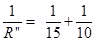 1/R" = 1/15 + 1/10